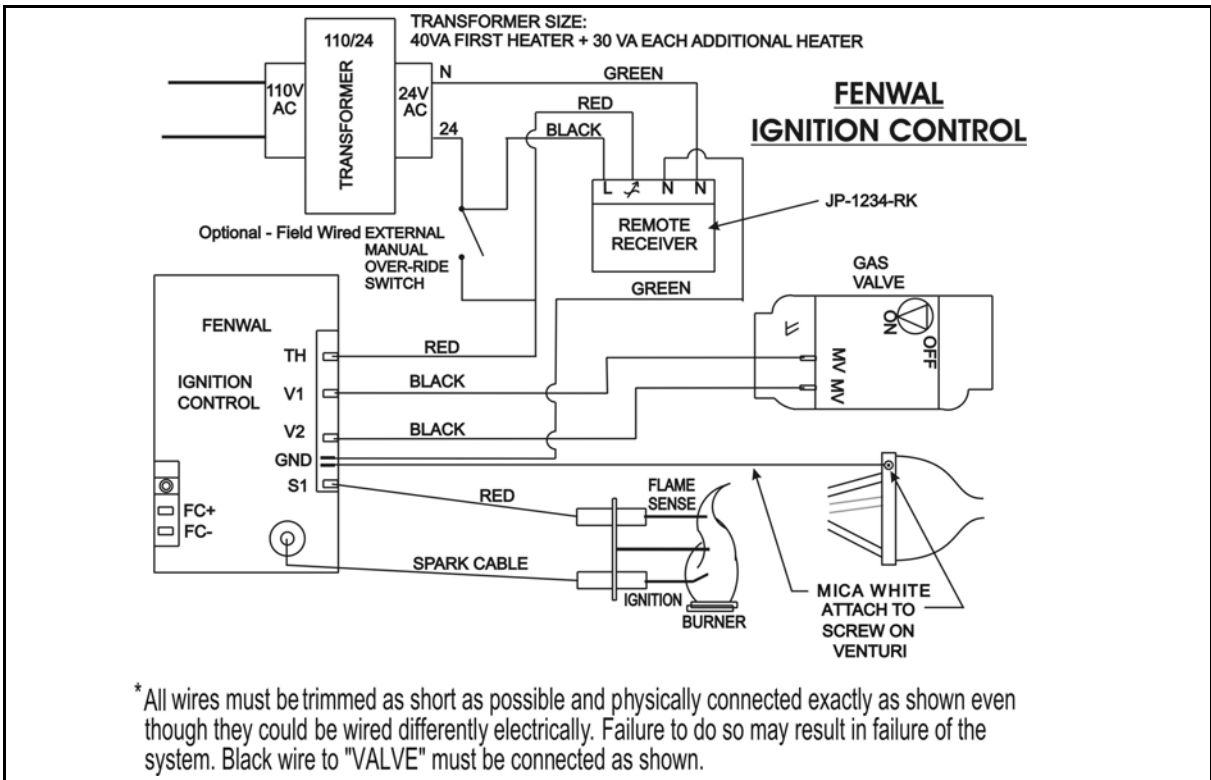 TRANSFORMER SIZE:
40VA FIRST HEATER + 30 VA EACH ADDITIONAL HEATER
110/24
TRANSFORMER
110V
AC
24V
AC
N
24
GREEN
RED
BLACK
FENWAL
IGNITION CONTROL
L
N
N
REMOTE
RECEIVER
JP-1234-RK
Optional - Field Wired EXTERNAL
MANUAL
OVER-RIDE
SWITCH
GREEN
GAS
VALVE
ON
OFF
MV MV
FENWAL
IGNITION
CONTROL
TH
V1
V2
GND
S1
FC+
FC-
RED
BLACK
BLACK
RED
SPARK CABLE
FLAME
SENSE
IGNITION
BURNER
MICA WHITE
ATTACH TO
SCREW ON
VENTURI
*All wires must be trimmed as short as possible and physically connected exactly as shown even
though they could be wired differently electrically. Failure to do so may result in failure of the
system. Black wire to "VALVE" must be connected as shown.